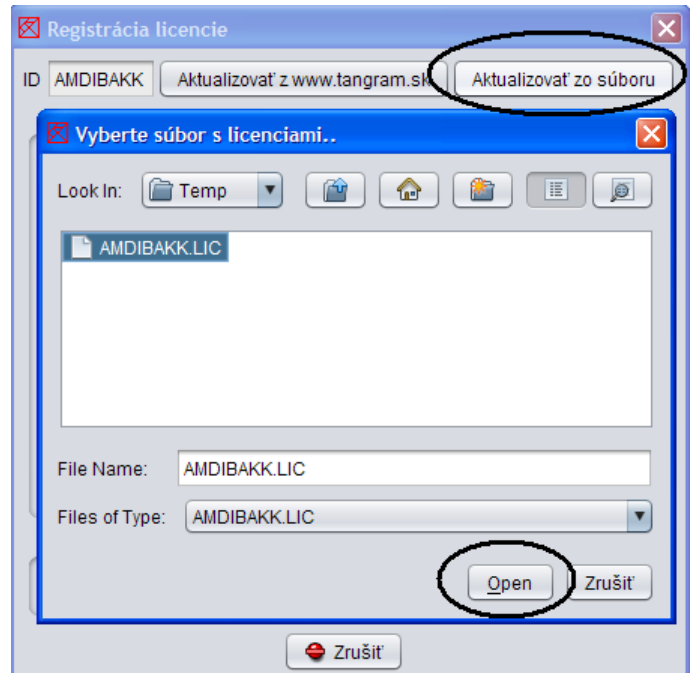 Registrácia licencie
ID AMDIBAKK Aktualizovať z www.tangram.sk Aktualizovať zo súboru
Vyberte súbor s licenciami..
Look In: Temp
AMDIBAKK.LIC
File Name: AMDIBAKK.LIC
Files of Type: AMDIBAKK.LIC
Open Zrušiť
Zrušiť